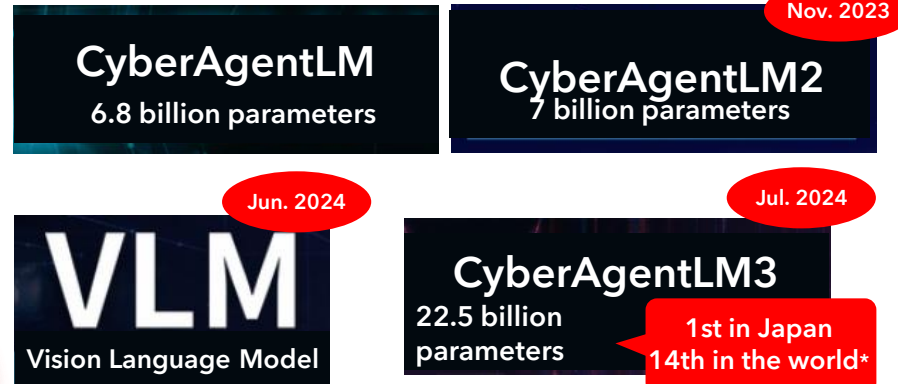 CyberAgentLM
6.8 billion parameters
Nov. 2023
CyberAgentLM2
7 billion parameters
Jun. 2024
VLM
Vision Language Model
Jul. 2024
CyberAgentLM3
22.5 billion
parameters
1st in Japan
14th in the world*